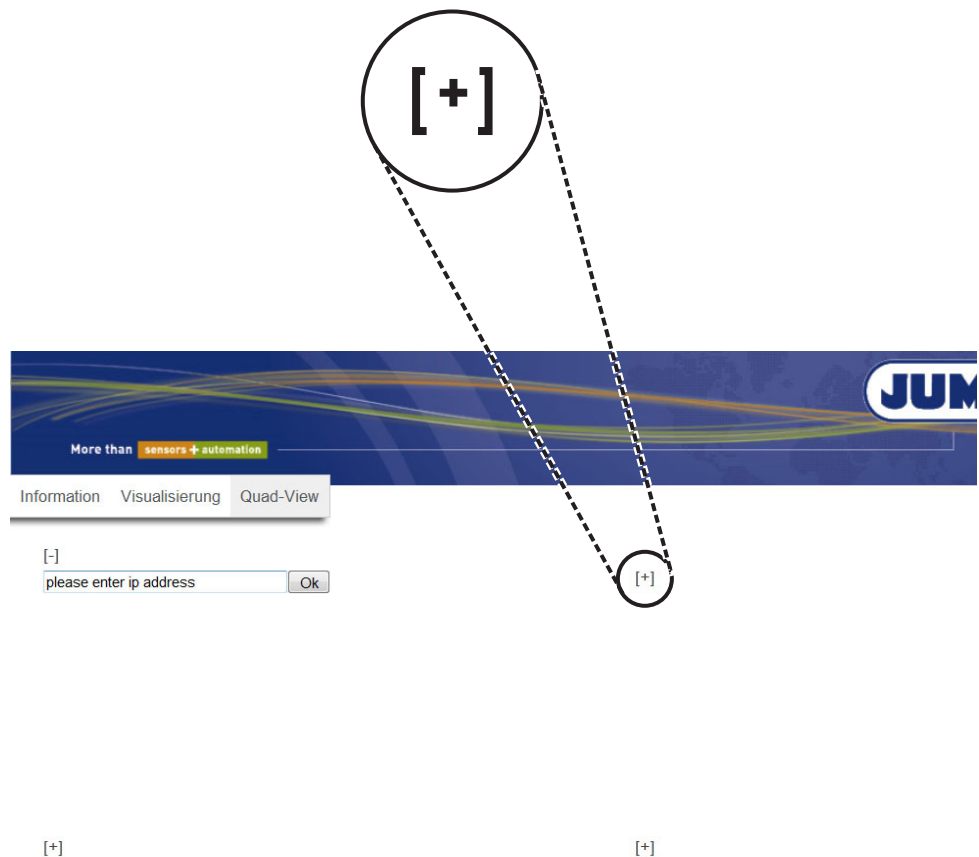 [+]
JUM
More than sensors + automation
Information Visualisierung Quad-View
[-]
please enter ip address Ok
[+]
[+] [+]